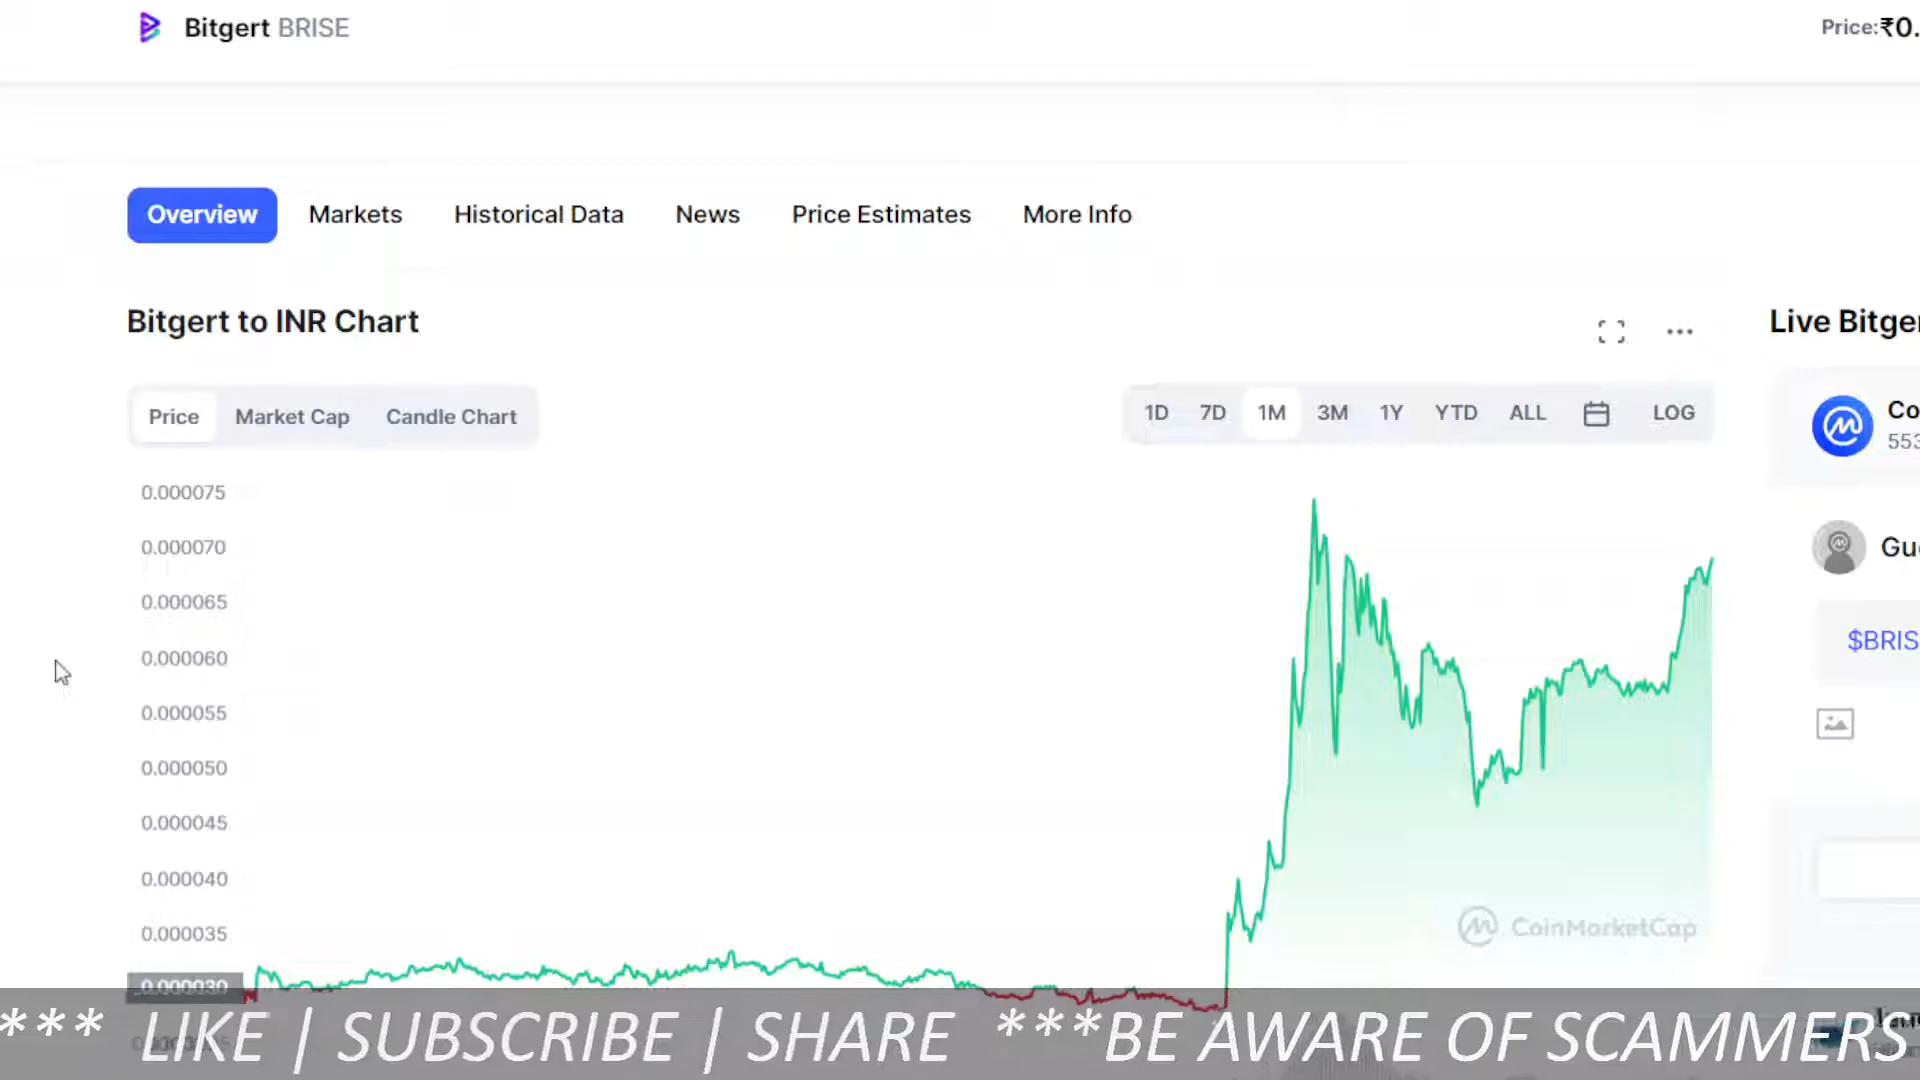 Bitgert BRISE
Price:₹0.
Overview Markets Historical Data News Price Estimates More Info
Bitgert to INR Chart
Live Bitger
Price Market Cap Candle Chart
1D 7D 1M 3M 1Y YTD ALL LOG
Co
553
0.000075
0.000070
Gu
0.000065
0.000060
$BRIS
0.000055
0.000050
0.000045
0.000040
0.000035
CoinMarketCap
0.000030
*** LIKE | SUBSCRIBE | SHARE ***BE AWARE OF SCAMMERS